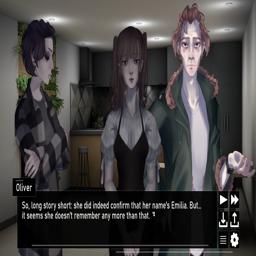 Oliver
So, long story short: she did indeed confirm that her name's Emilia. But..
it seems she doesn't remember any more than that.